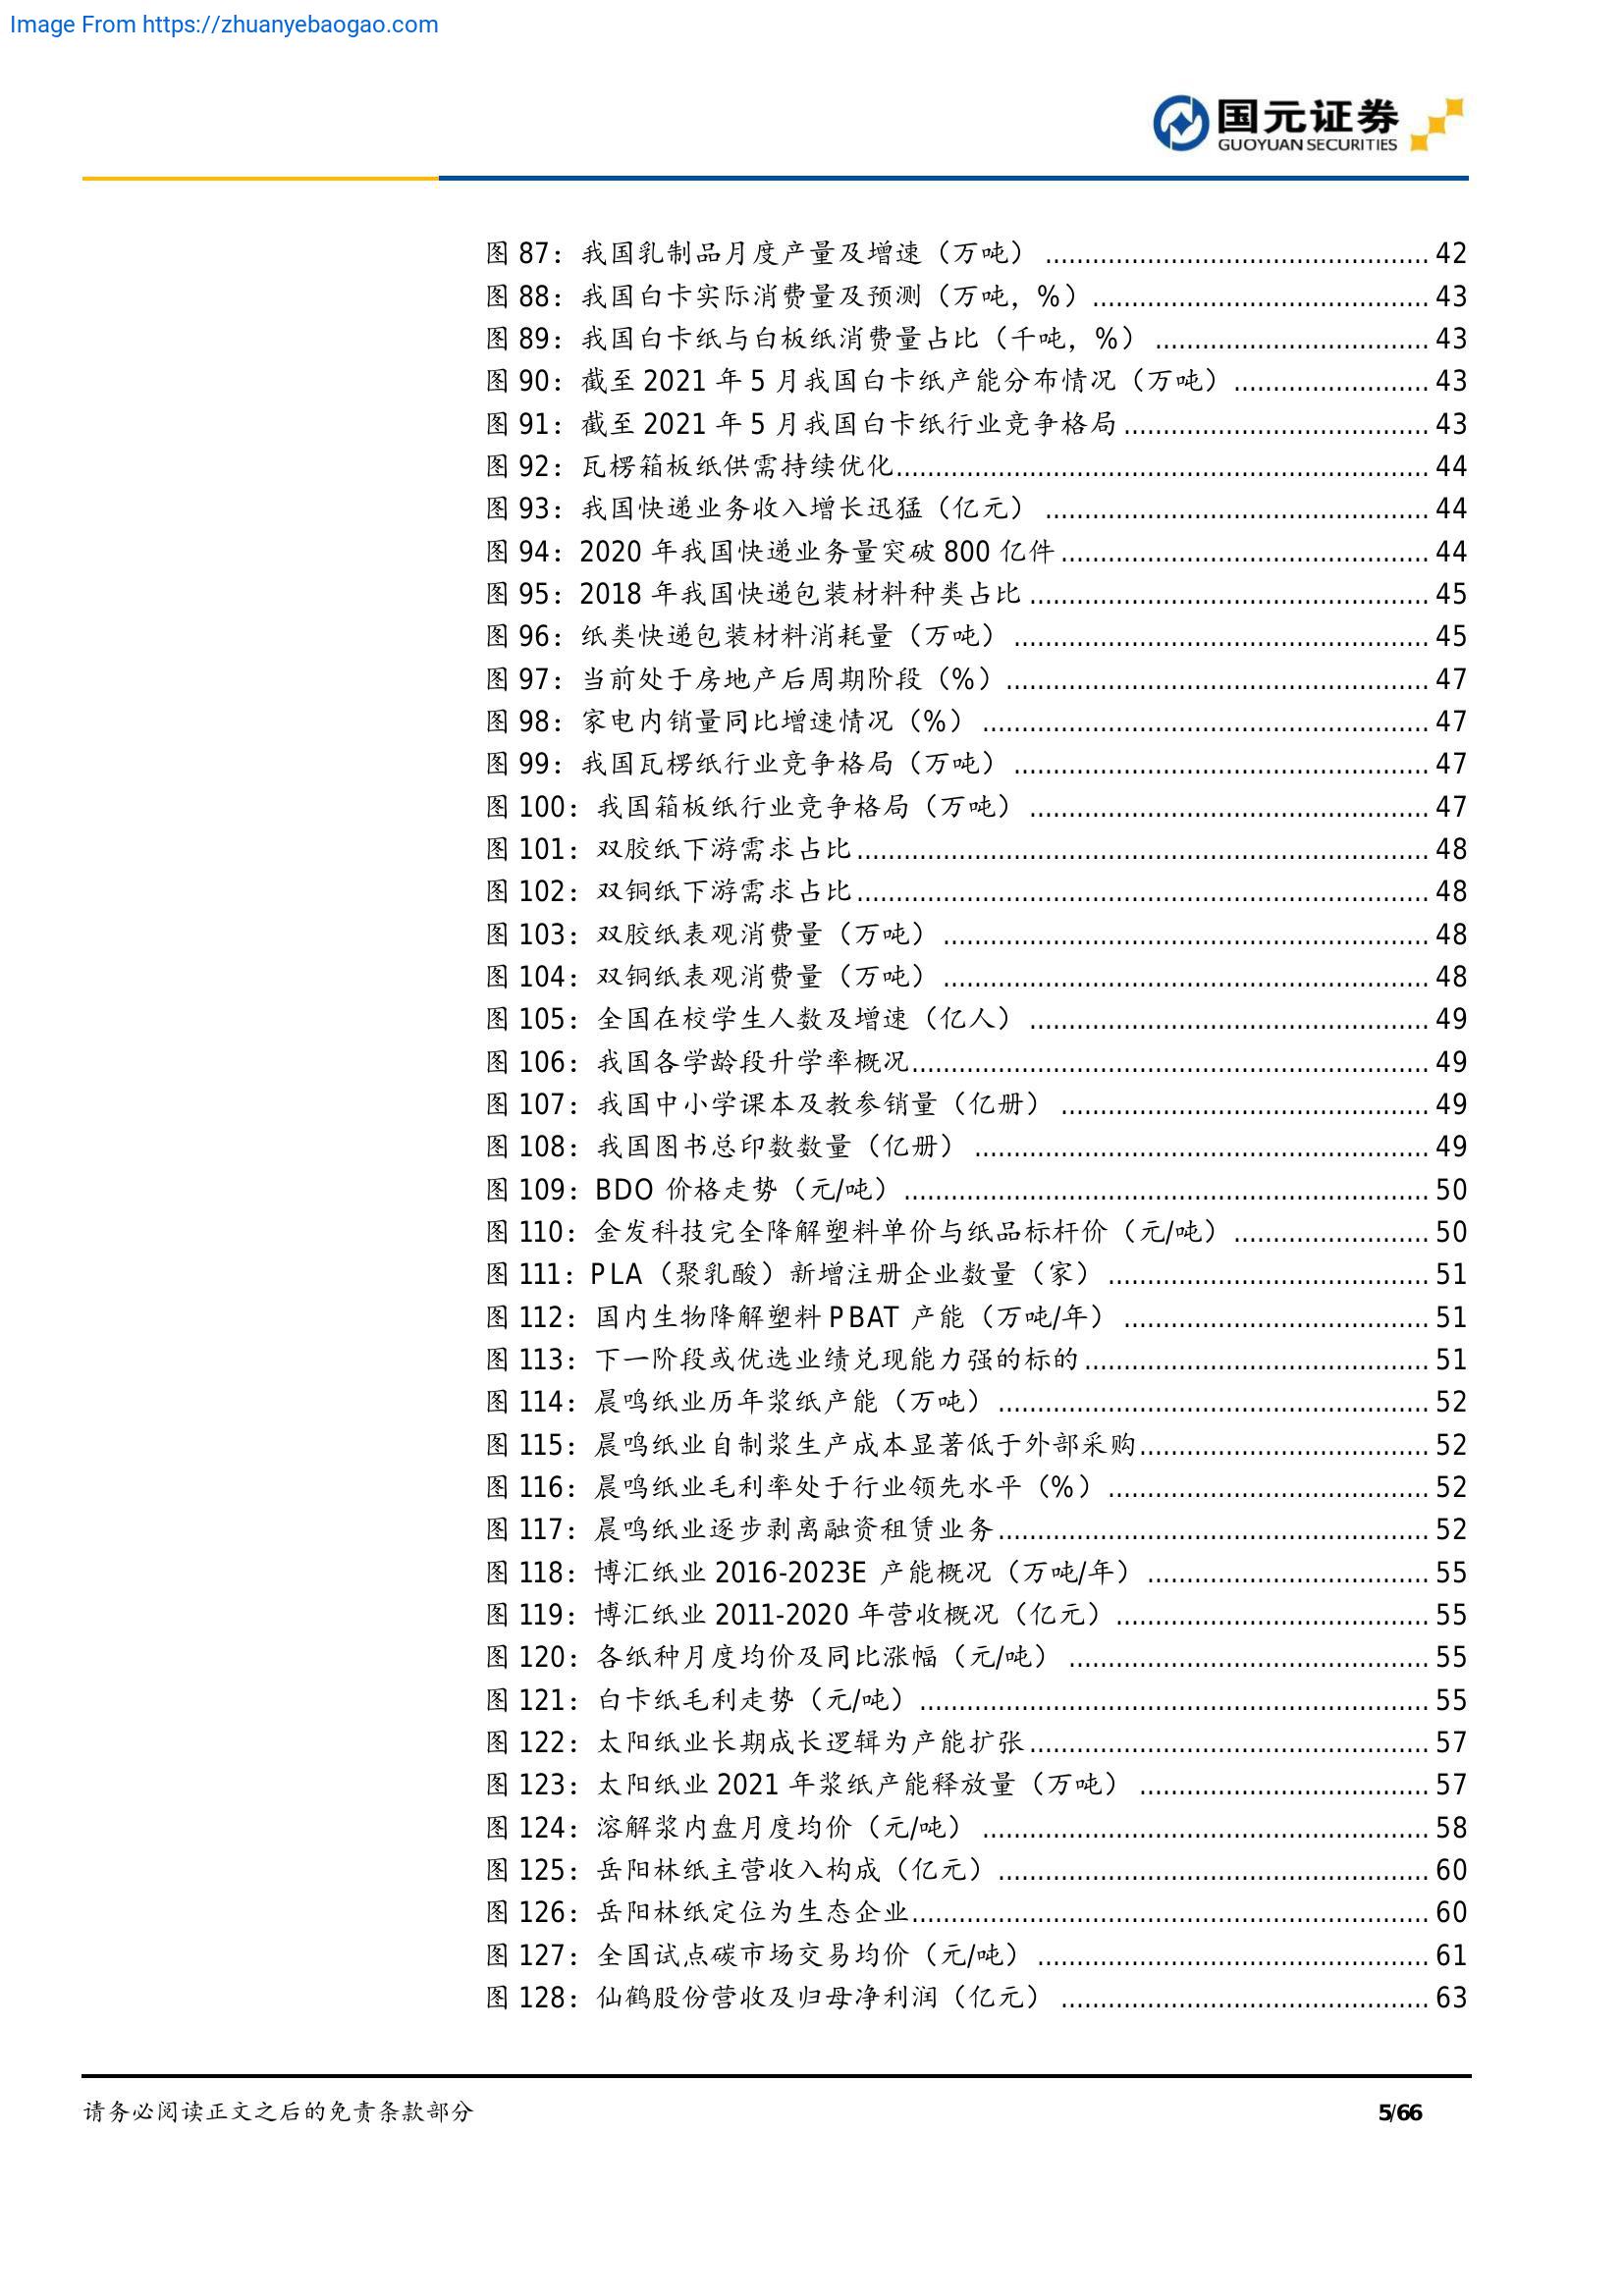 Image From https://zhuanyebaogao.com
国元证券
GUOYUAN SECURITIES
图 87：我国乳制品月度产量及增速（万吨） ........ 42
图 88：我国白卡实际消费量及预测（万吨，%） ........ 43
图 89：我国白卡纸与白板纸消费量占比（千吨，%） ........ 43
图 90：截至 2021 年 5 月我国白卡纸产能分布情况（万吨） ........ 43
图 91：截至 2021 年 5 月我国白卡纸行业竞争格局 ........ 43
图 92：瓦楞箱板纸供需持续优化 ........ 44
图 93：我国快递业务收入增长迅猛（亿元） ........ 44
图 94：2020 年我国快递业务量突破 800 亿件 ........ 44
图 95：2018 年我国快递包装材料种类占比 ........ 45
图 96：纸类快递包装材料消耗量（万吨） ........ 45
图 97：当前处于房地产后周期阶段（%） ........ 47
图 98：家电内销量同比增速情况（%） ........ 47
图 99：我国瓦楞纸行业竞争格局（万吨） ........ 47
图 100：我国箱板纸行业竞争格局（万吨） ........ 47
图 101：双胶纸下游需求占比 ........ 48
图 102：双铜纸下游需求占比 ........ 48
图 103：双胶纸表观消费量（万吨） ........ 48
图 104：双铜纸表观消费量（万吨） ........ 48
图 105：全国在校学生人数及增速（亿人） ........ 49
图 106：我国各学龄段升学率概况 ........ 49
图 107：我国中小学课本及教参销量（亿册） ........ 49
图 108：我国图书总印数数量（亿册） ........ 49
图 109：BDO 价格走势（元/吨） ........ 50
图 110：金发科技完全降解塑料单价与纸品标杆价（元/吨） ........ 50
图 111：PLA（聚乳酸）新增注册企业数量（家） ........ 51
图 112：国内生物降解塑料 PBAT 产能（万吨/年） ........ 51
图 113：下一阶段或优选业绩兑现能力强的标的 ........ 51
图 114：晨鸣纸业历年浆纸产能（万吨） ........ 52
图 115：晨鸣纸业自制浆生产成本显著低于外部采购 ........ 52
图 116：晨鸣纸业毛利率处于行业领先水平（%） ........ 52
图 117：晨鸣纸业逐步剥离融资租赁业务 ........ 52
图 118：博汇纸业 2016-2023E 产能概况（万吨/年） ........ 55
图 119：博汇纸业 2011-2020 年营收概况（亿元） ........ 55
图 120：各纸种月度均价及同比涨幅（元/吨） ........ 55
图 121：白卡纸毛利走势（元/吨） ........ 55
图 122：太阳纸业长期成长逻辑为产能扩张 ........ 57
图 123：太阳纸业 2021 年浆纸产能释放量（万吨） ........ 57
图 124：溶解浆内盘月度均价（元/吨） ........ 58
图 125：岳阳林纸主营收入构成（亿元） ........ 60
图 126：岳阳林纸定位为生态企业 ........ 60
图 127：全国试点碳市场交易均价（元/吨） ........ 61
图 128：仙鹤股份营收及归母净利润（亿元） ........ 63
请务必阅读正文之后的免责条款部分
5/66